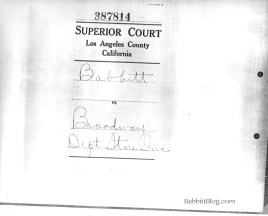 387814
SUPERIOR COURT
Los Angeles County
California
Babbitt
vs
Broadway
Dept Store Inc
BabbittBlog.com